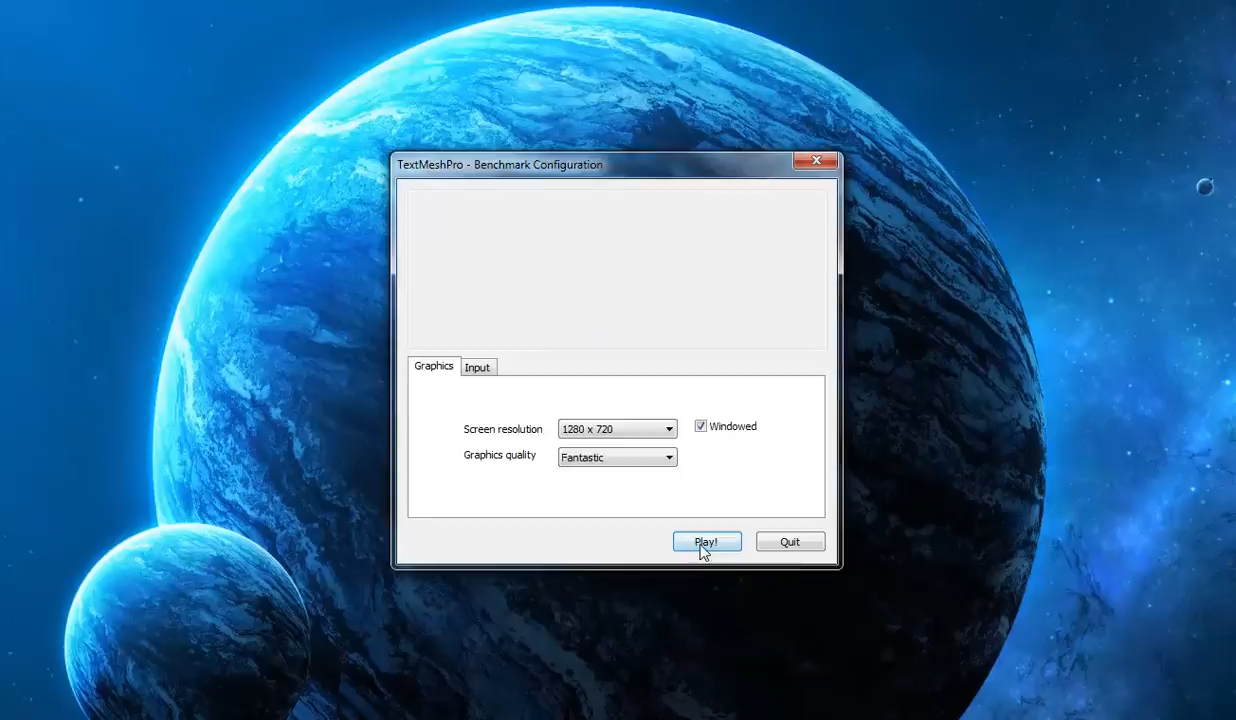 TextMeshPro - Benchmark Configuration
Graphics
Input
Screen resolution
1280 x 720
Windowed
Graphics quality
Fantastic
Play!
Quit